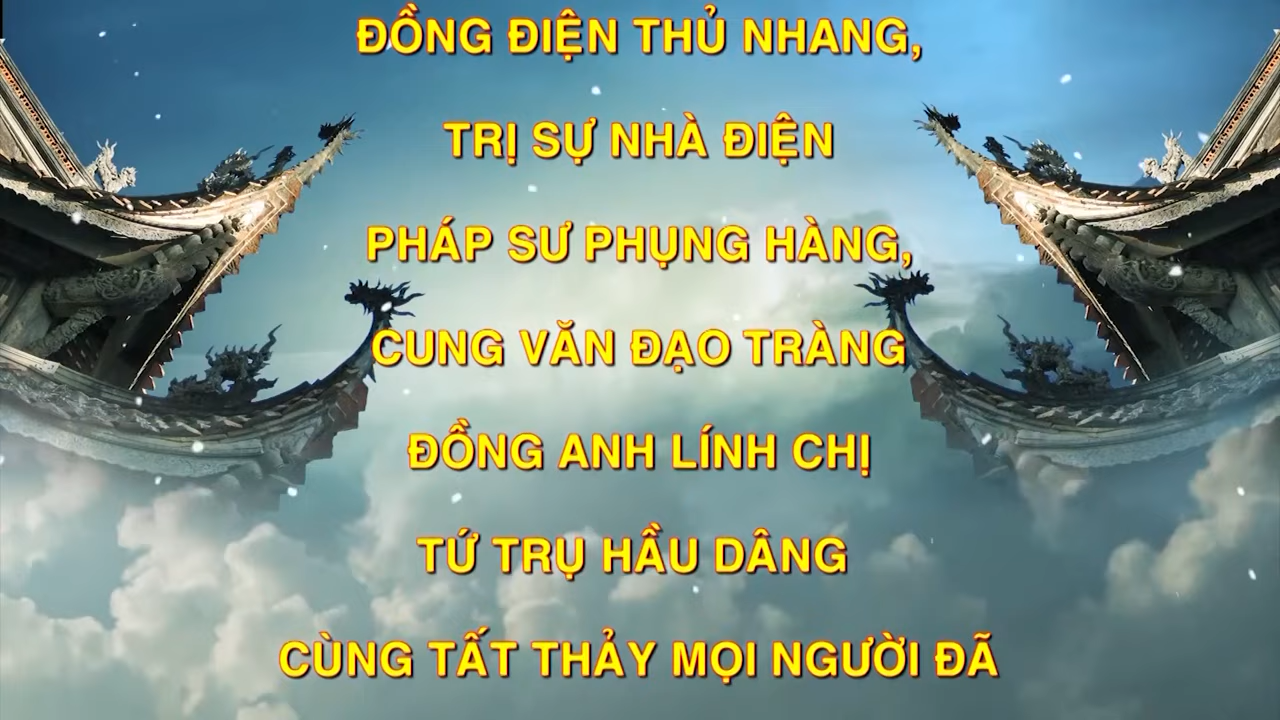 ĐỒNG ĐIỆN THỦ NHANG,
TRỊ SỰ NHÀ ĐIỆN
PHÁP SƯ PHỤNG HÀNG,
CUNG VĂN ĐẠO TRÀNG
ĐỒNG ANH LÍNH CHỊ
TỨ TRỤ HẦU DÂNG
CÙNG TẤT THẢY MỌI NGƯỜI ĐÃ